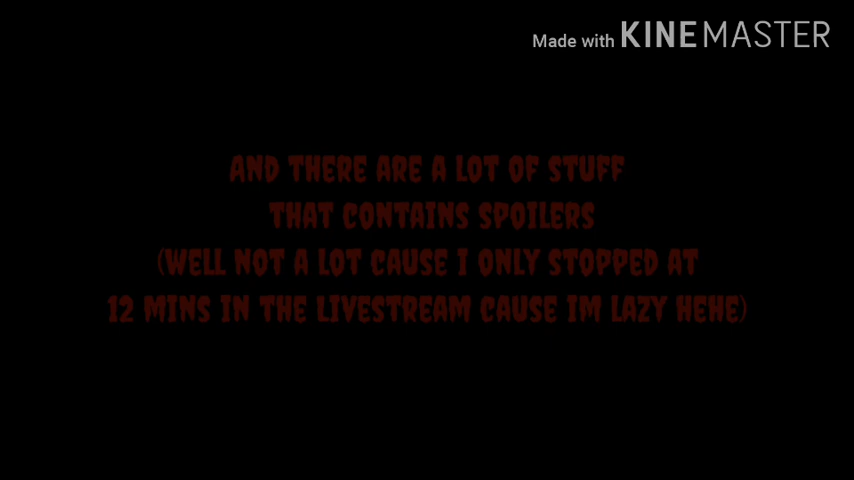 Made with KINEMASTER
AND THERE ARE A LOT OF STUFF
THAT CONTAINS SPOILERS
(WELL NOT A LOT CAUSE I ONLY STOPPED AT
12 MINS IN THE LIVESTREAM CAUSE IM LAZY HEHE)